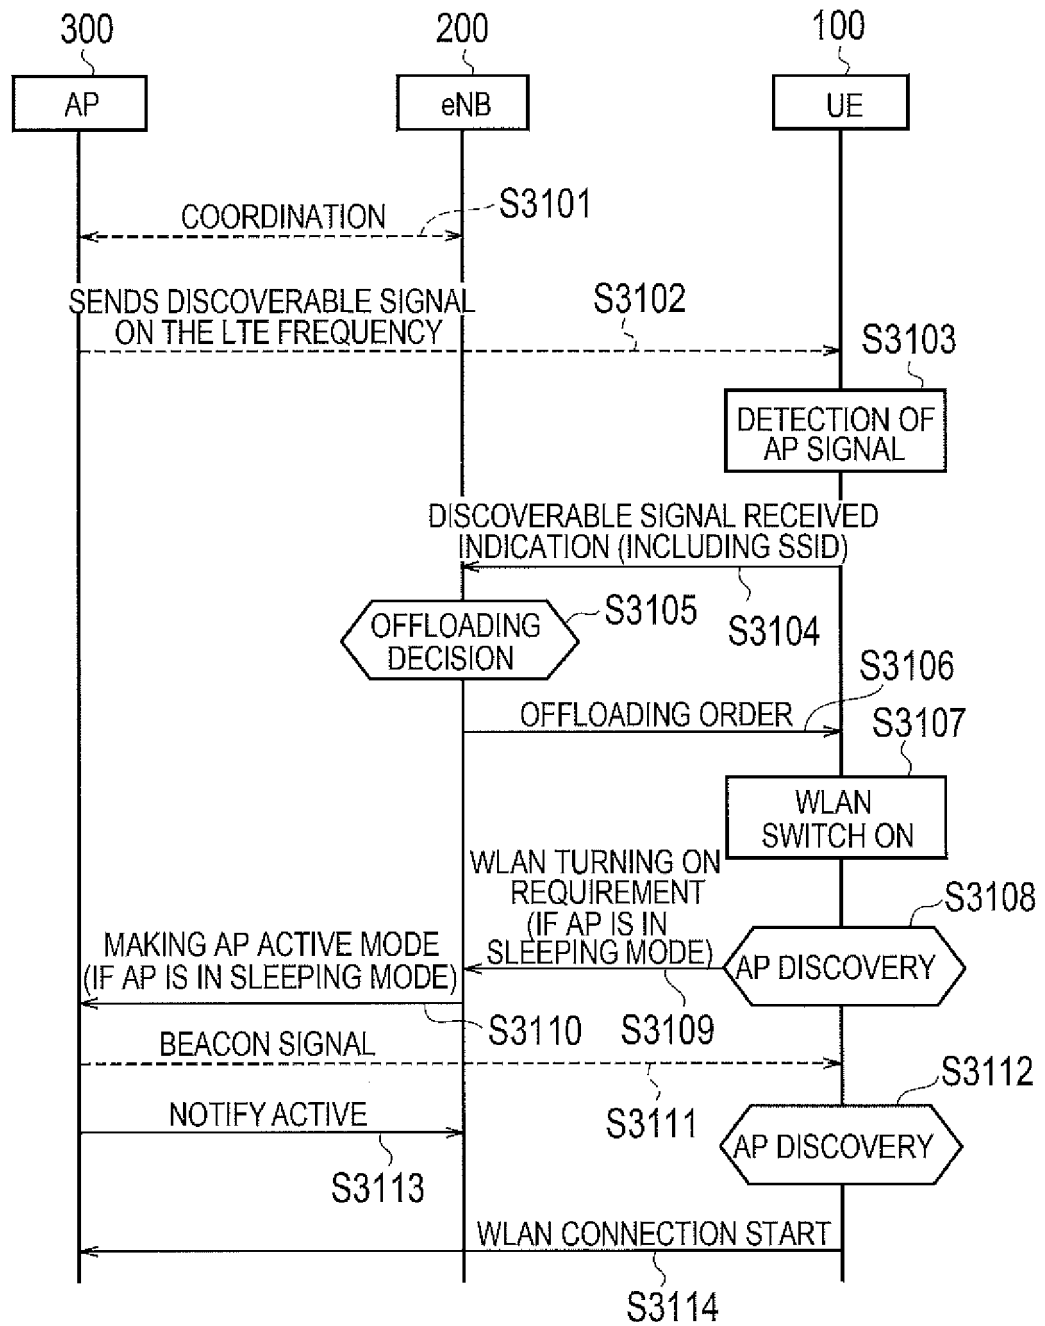 300
200
100
AP
eNB
UE
COORDINATION
S3101
SENDS DISCOVERABLE SIGNAL
ON THE LTE FREQUENCY
S3102
S3103
DETECTION OF
AP SIGNAL
DISCOVERABLE SIGNAL RECEIVED
INDICATION (INCLUDING SSID)
S3104
OFFLOADING
DECISION
S3105
S3106
OFFLOADING ORDER
S3107
WLAN
SWITCH ON
WLAN TURNING ON
REQUIREMENT
(IF AP IS IN
SLEEPING MODE)
S3108
AP DISCOVERY
MAKING AP ACTIVE MODE
(IF AP IS IN SLEEPING MODE)
S3109
S3110
BEACON SIGNAL
S3111
S3112
AP DISCOVERY
NOTIFY ACTIVE
S3113
WLAN CONNECTION START
S3114